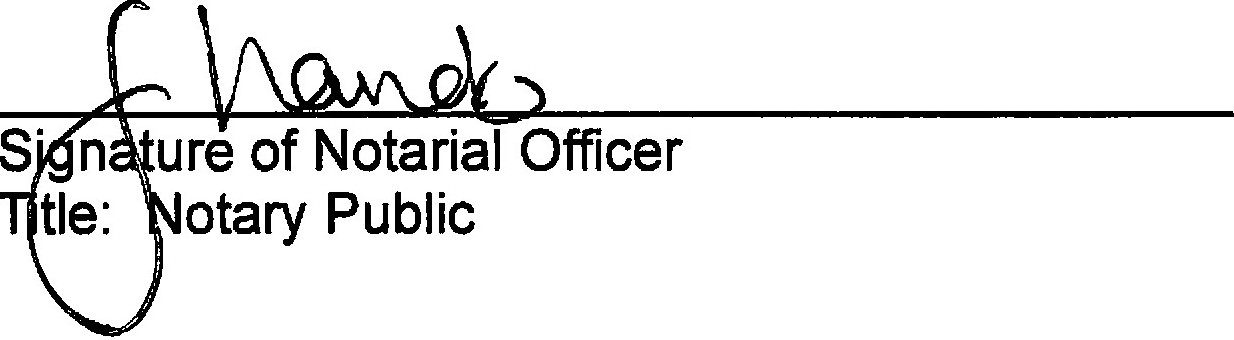 Signature of Notarial Officer
Title: Notary Public